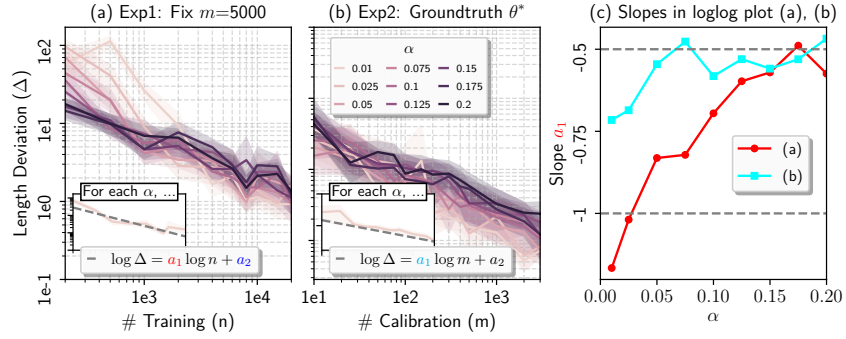 (a) Exp1: Fix m=5000
(b) Exp2: Groundtruth θ*
(c) Slopes in loglog plot (a), (b)
Length Deviation (Δ)
1e2
1e1
1e0
1e-1
1e3
1e4
# Training (n)
For each α, ...
log Δ = a₁ log n + a₂
α
0.01
0.075
0.15
0.025
0.1
0.175
0.05
0.125
0.2
For each α, ...
log Δ = a₁ log m + a₂
1e1
1e2
1e3
# Calibration (m)
Slope a₁
-0.5
-0.75
-1
(a)
(b)
0.00
0.05
0.10
0.15
0.20
α